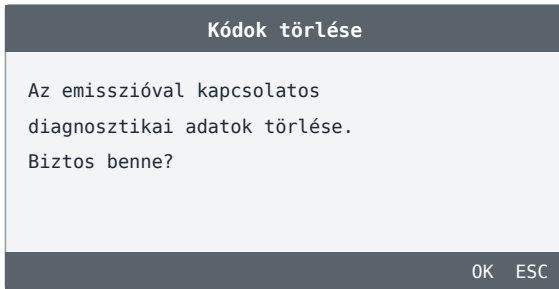 Kódok törlése
Az emisszióval kapcsolatos
diagnosztikai adatok törlése.
Biztos benne?
OK ESC